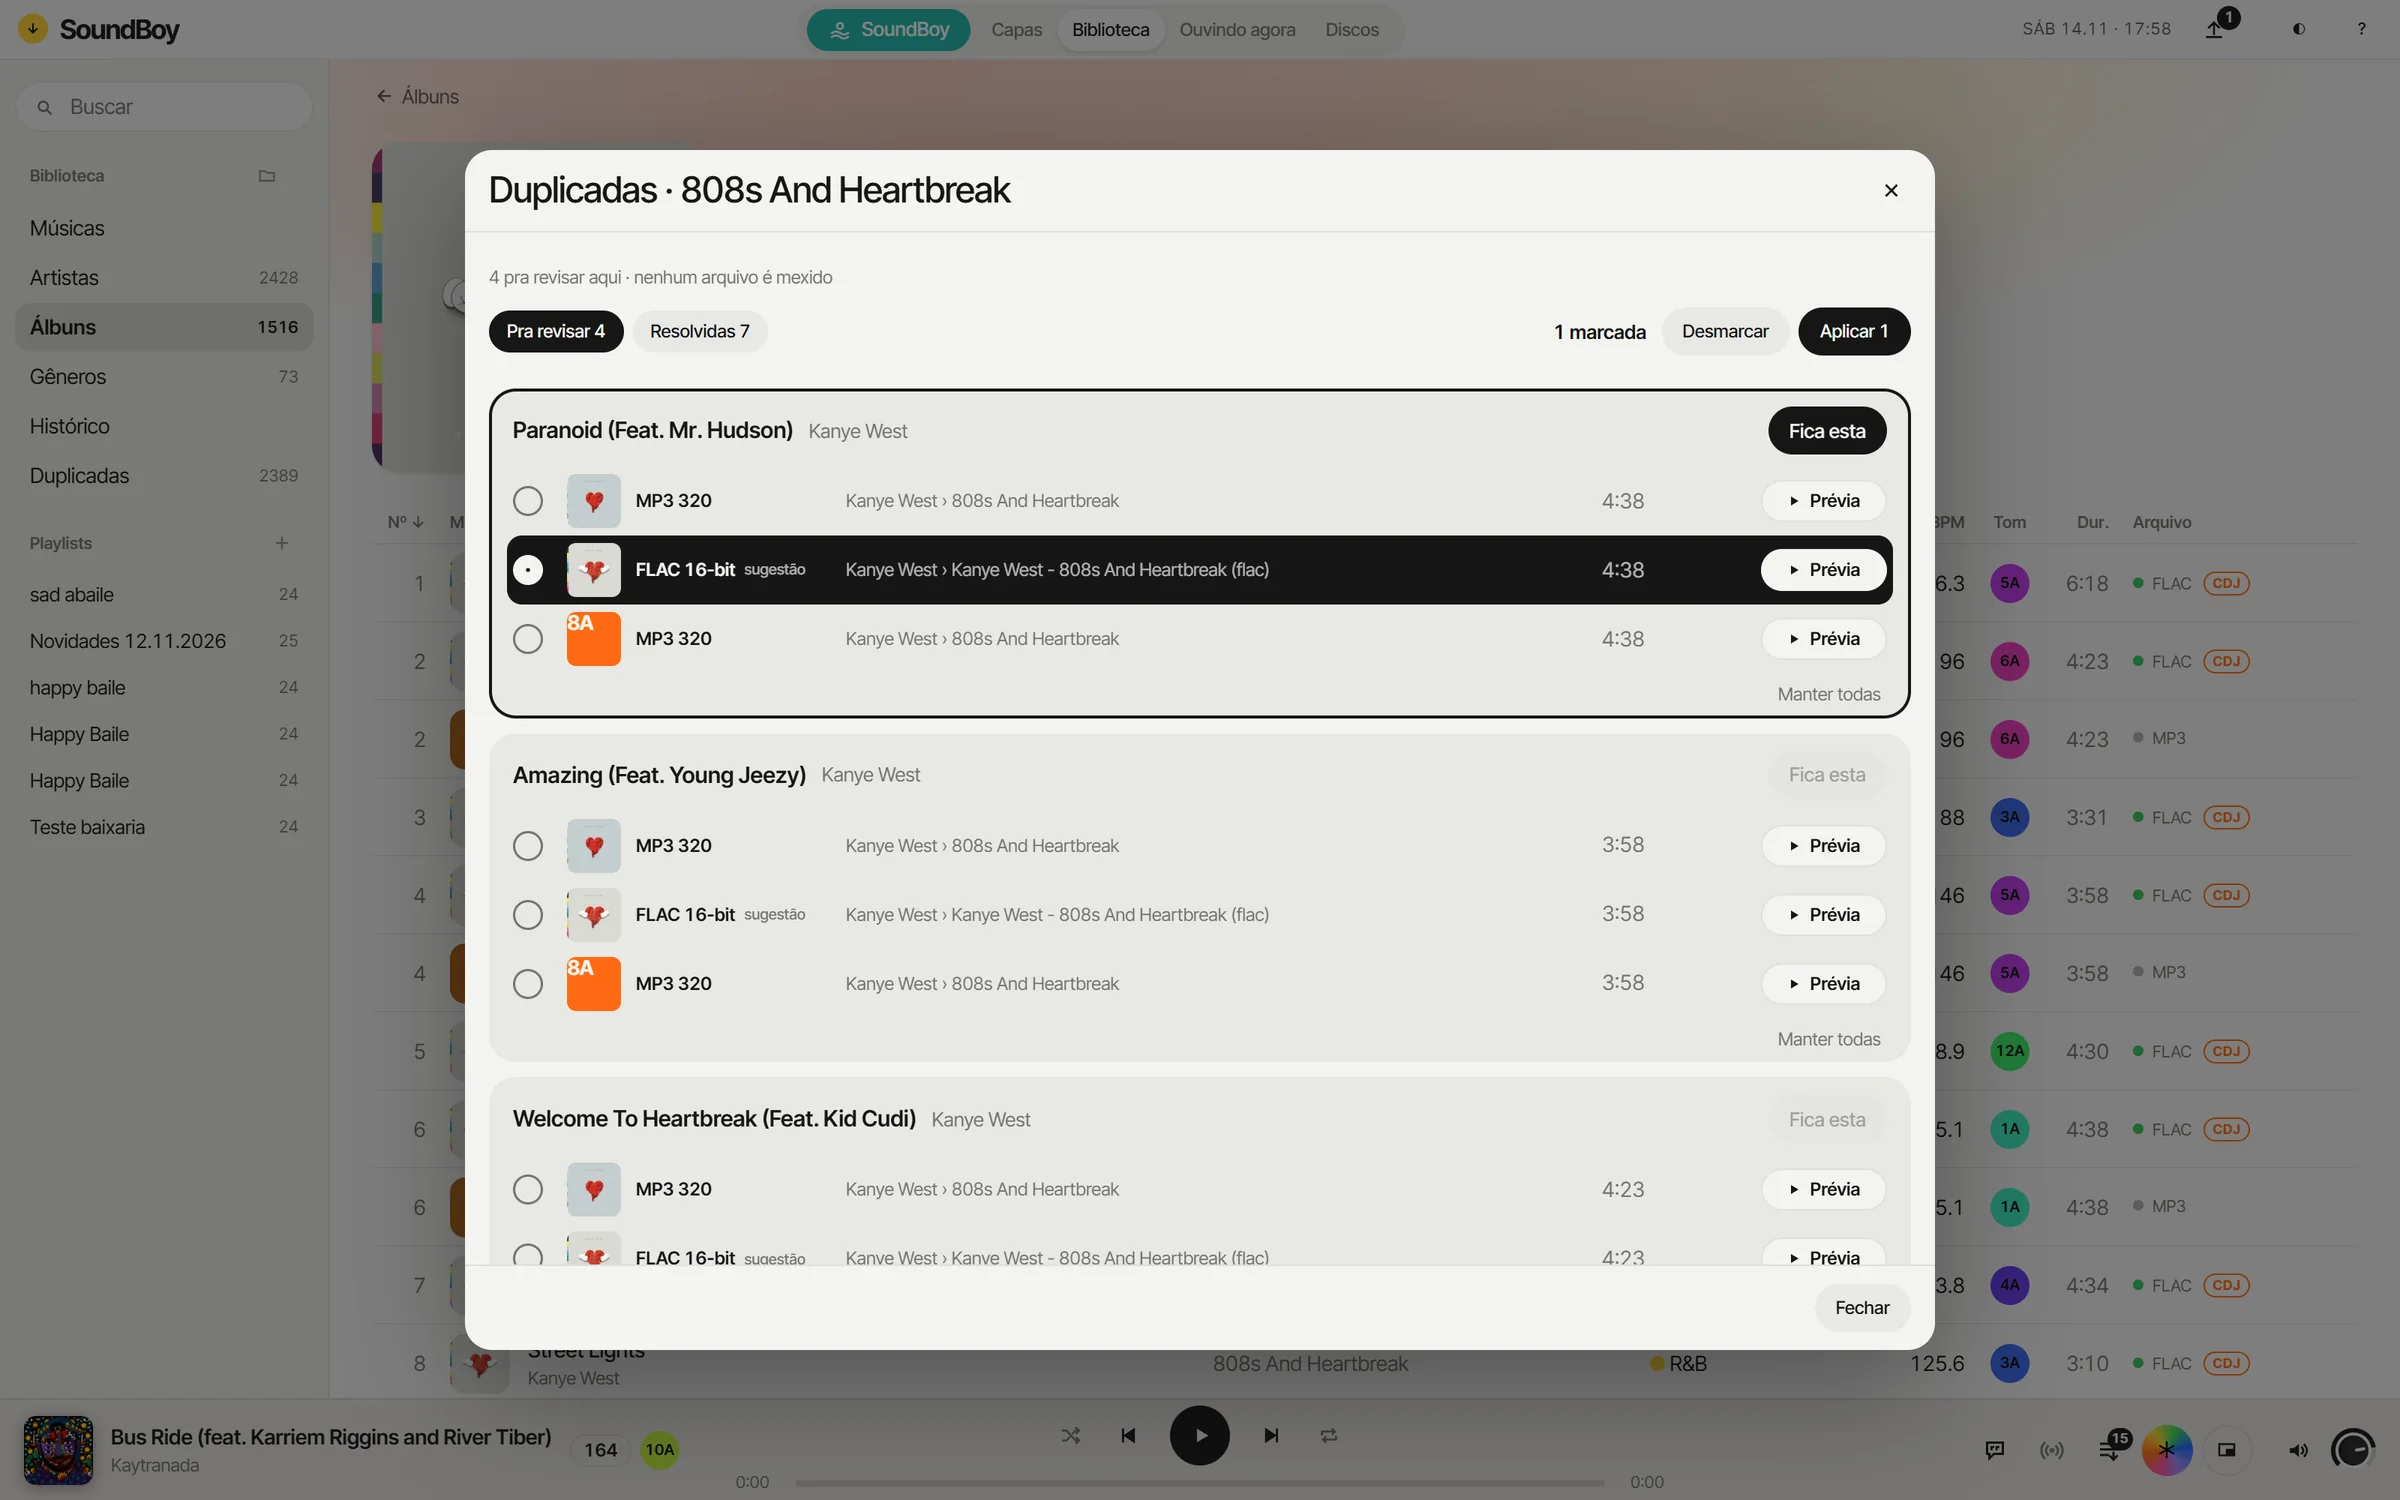 SoundBoy
SoundBoy Capas Biblioteca Ouvindo agora Discos
SÁB 14.11 · 17:58
1
?
Buscar
Biblioteca
Músicas
Artistas 2428
Álbuns 1516
Gêneros 73
Histórico
Duplicadas 2389
Playlists +
sad abaile 24
Novidades 12.11.2026 25
happy baile 24
Happy Baile 24
Happy Baile 24
Teste baixaria 24
← Álbuns
Duplicadas · 808s And Heartbreak
4 pra revisar aqui · nenhum arquivo é mexido
Pra revisar 4 Resolvidas 7 1 marcada Desmarcar Aplicar 1
Paranoid (Feat. Mr. Hudson) Kanye West Fica esta
MP3 320 Kanye West › 808s And Heartbreak 4:38 Prévia
FLAC 16-bit sugestão Kanye West › Kanye West - 808s And Heartbreak (flac) 4:38 Prévia
8A MP3 320 Kanye West › 808s And Heartbreak 4:38 Prévia
Manter todas
Amazing (Feat. Young Jeezy) Kanye West Fica esta
MP3 320 Kanye West › 808s And Heartbreak 3:58 Prévia
FLAC 16-bit sugestão Kanye West › Kanye West - 808s And Heartbreak (flac) 3:58 Prévia
8A MP3 320 Kanye West › 808s And Heartbreak 3:58 Prévia
Manter todas
Welcome To Heartbreak (Feat. Kid Cudi) Kanye West Fica esta
MP3 320 Kanye West › 808s And Heartbreak 4:23 Prévia
FLAC 16-bit sugestão Kanye West › Kanye West - 808s And Heartbreak (flac) 4:23 Prévia
Fechar
Nº ↓ M BPM Tom Dur. Arquivo
1 6.3 5A 6:18 FLAC CDJ
2 96 6A 4:23 FLAC CDJ
2 96 6A 4:23 MP3
3 88 3A 3:31 FLAC CDJ
4 46 5A 3:58 FLAC CDJ
4 46 5A 3:58 MP3
5 8.9 12A 4:30 FLAC CDJ
6 5.1 1A 4:38 FLAC CDJ
6 5.1 1A 4:38 MP3
7 3.8 4A 4:34 FLAC CDJ
8 Street Lights 808s And Heartbreak R&B 125.6 3A 3:10 FLAC CDJ
Kanye West
Bus Ride (feat. Karriem Riggins and River Tiber) 164 10A
Kaytranada
0:00 0:00
15